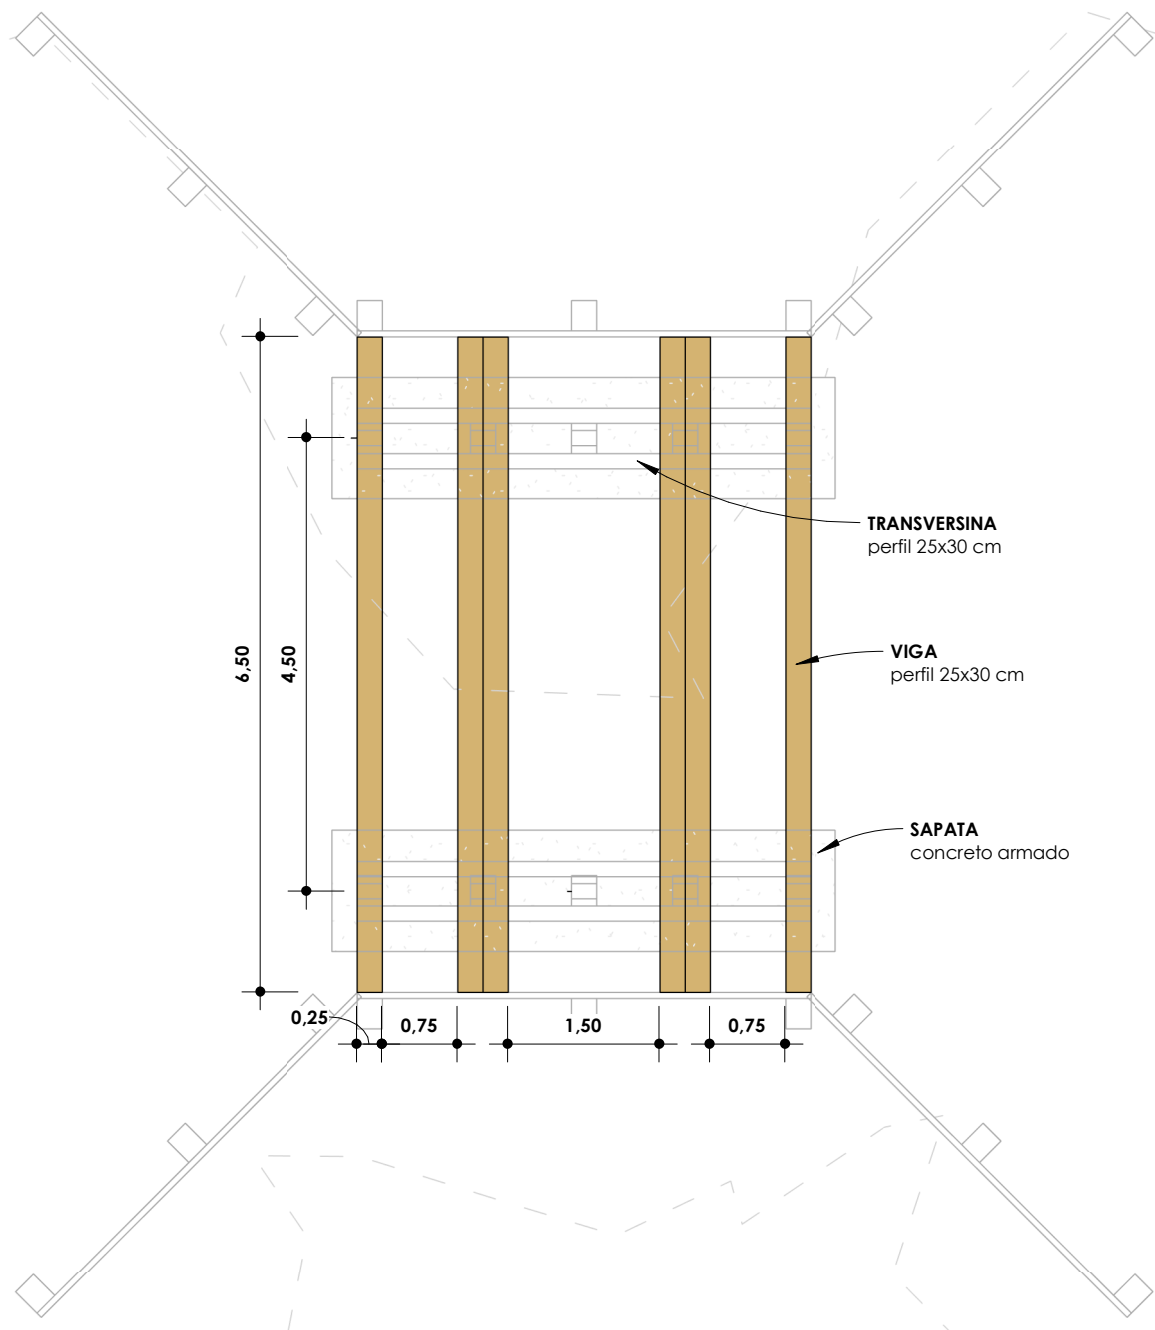 TRANSVERSINA
perfil 25x30 cm
6,50
4,50
VIGA
perfil 25x30 cm
SAPATA
concreto armado
0,25
0,75
1,50
0,75